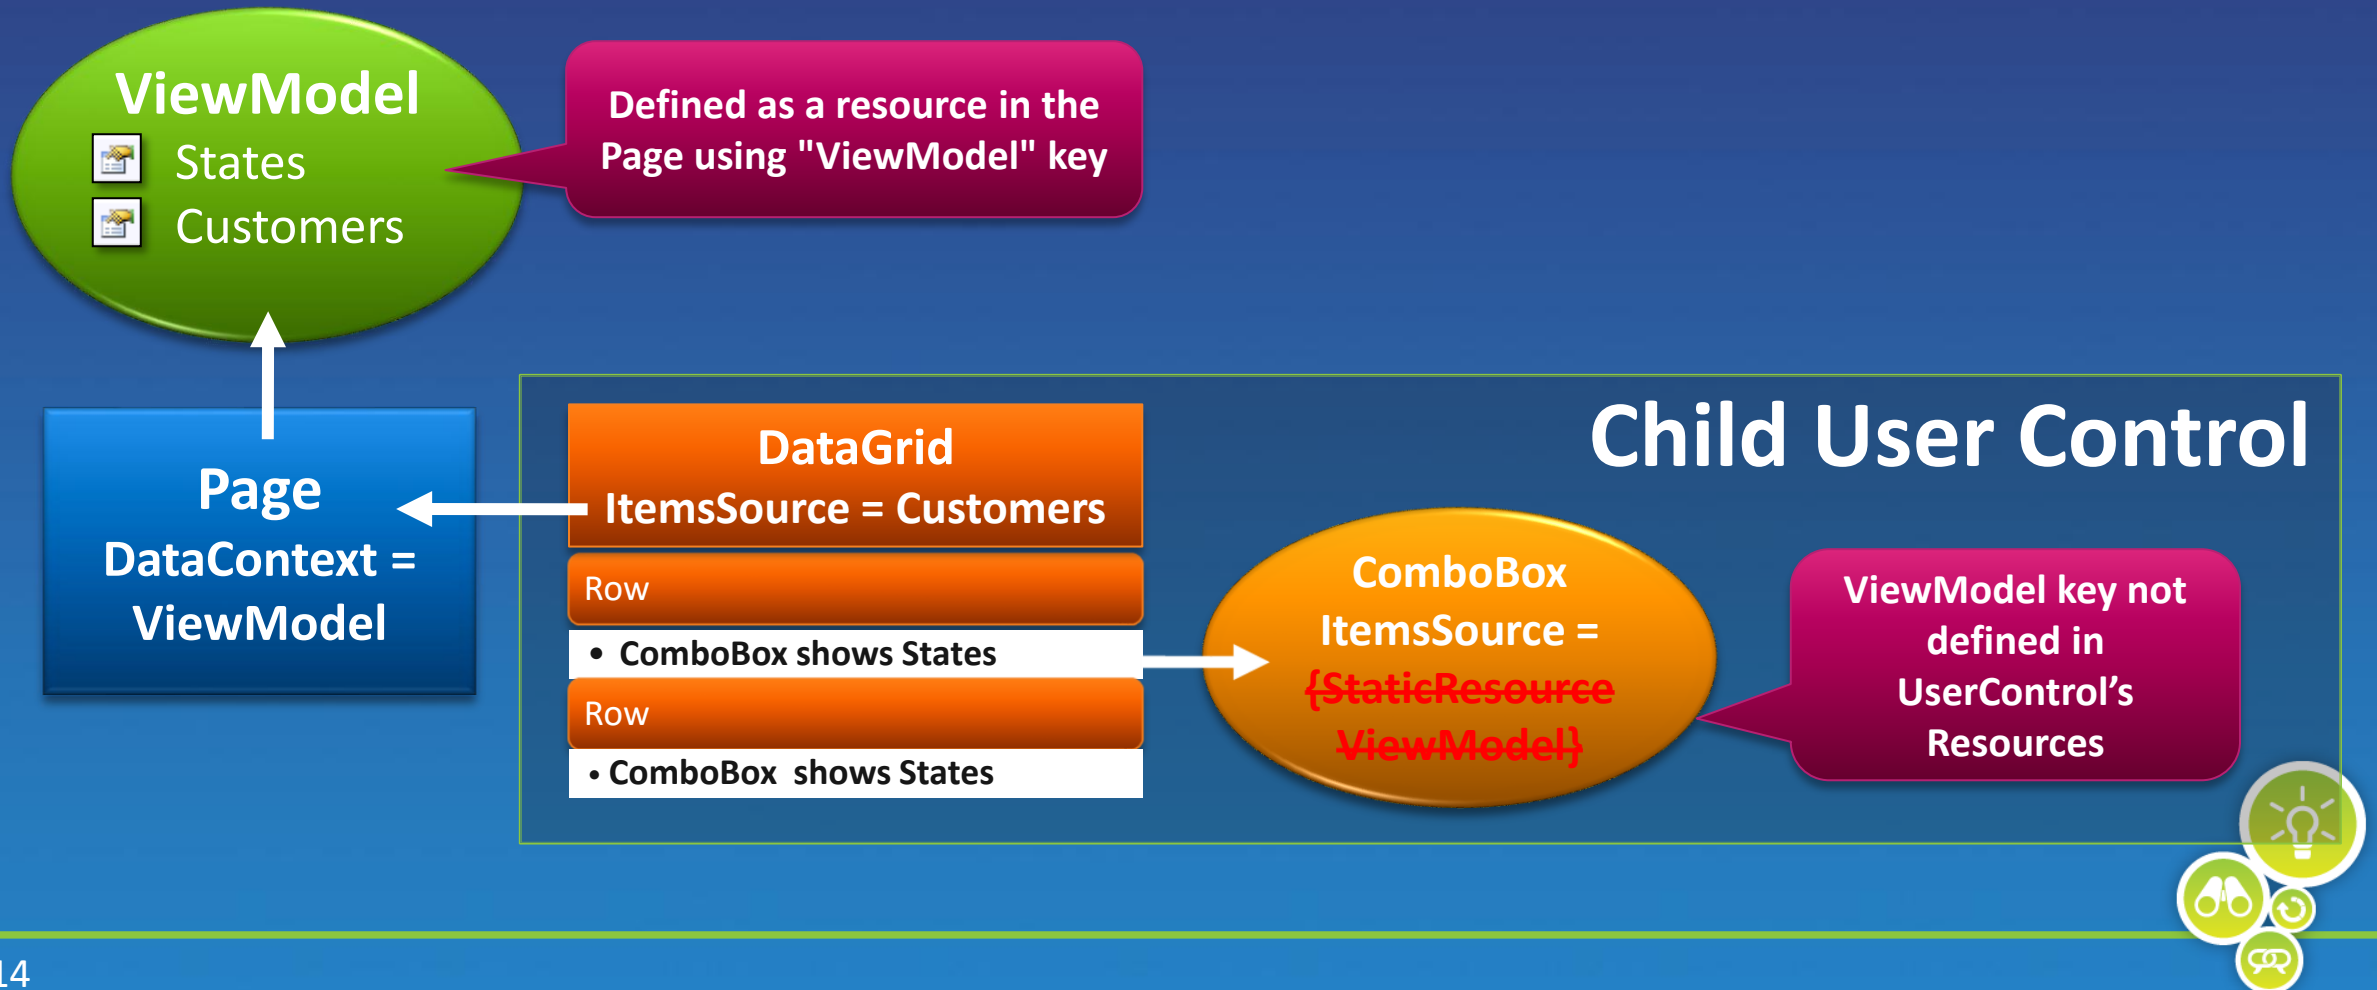 ViewModel
States
Customers
Defined as a resource in the
Page using "ViewModel" key
Page
DataContext =
ViewModel
Child User Control
DataGrid
ItemsSource = Customers
Row
• ComboBox shows States
Row
• ComboBox shows States
ComboBox
ItemsSource =
{StaticResource
ViewModel}
ViewModel key not
defined in
UserControl’s
Resources
14